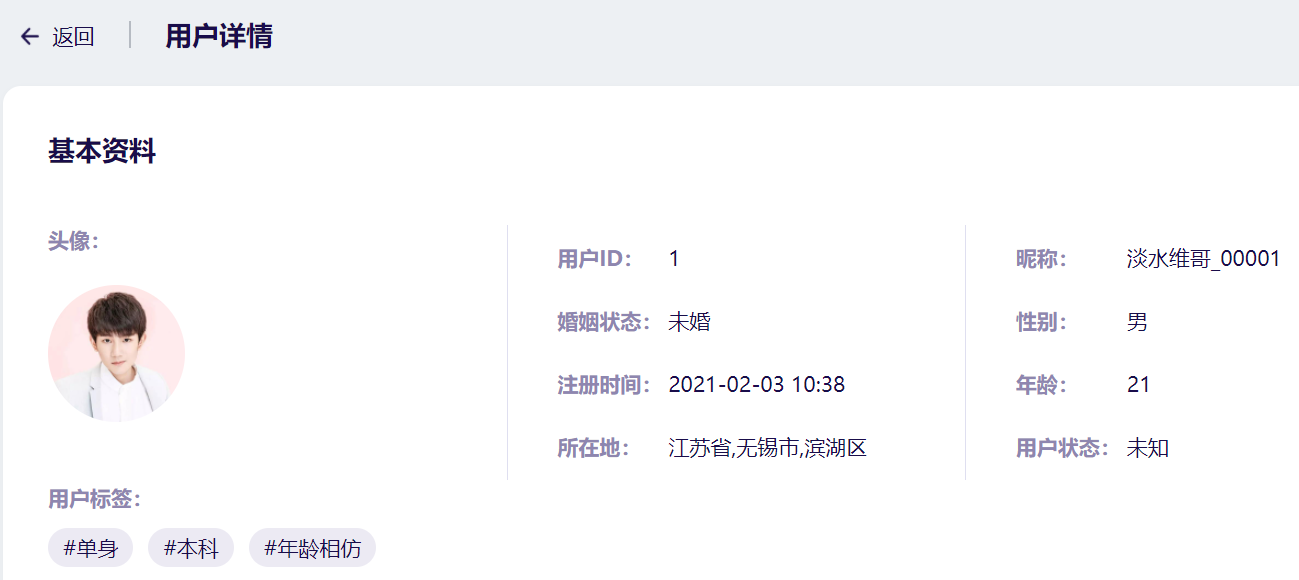 返回
用户详情
基本资料
头像：
用户ID： 1
昵称： 淡水维哥_00001
婚姻状态： 未婚
性别： 男
注册时间： 2021-02-03 10:38
年龄： 21
所在地： 江苏省,无锡市,滨湖区
用户状态： 未知
用户标签：
#单身 #本科 #年龄相仿